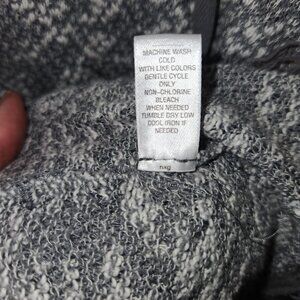 MACHINE WASH
COLD
WITH LIKE COLORS
GENTLE CYCLE
ONLY
NON-CHLORINE
BLEACH
WHEN NEEDED
TUMBLE DRY LOW
COOL IRON IF
NEEDED